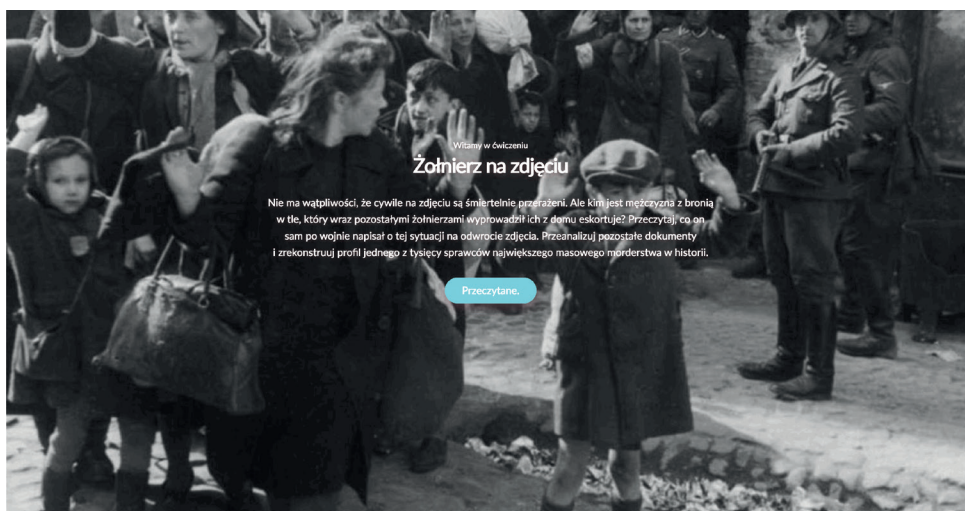 Witamy w ćwiczeniu
Żołnierz na zdjęciu
Nie ma wątpliwości, że cywile na zdjęciu są śmiertelnie przerażeni. Ale kim jest mężczyzna z bronią
w tle, który wraz pozostałymi żołnierzami wyprowadził ich z domu eskortuje? Przeczytaj, co on
sam po wojnie napisał o tej sytuacji na odwrocie zdjęcia. Przeanalizuj pozostałe dokumenty
i zrekonstruuj profil jednego z tysięcy sprawców największego masowego morderstwa w historii.
Przeczytane.